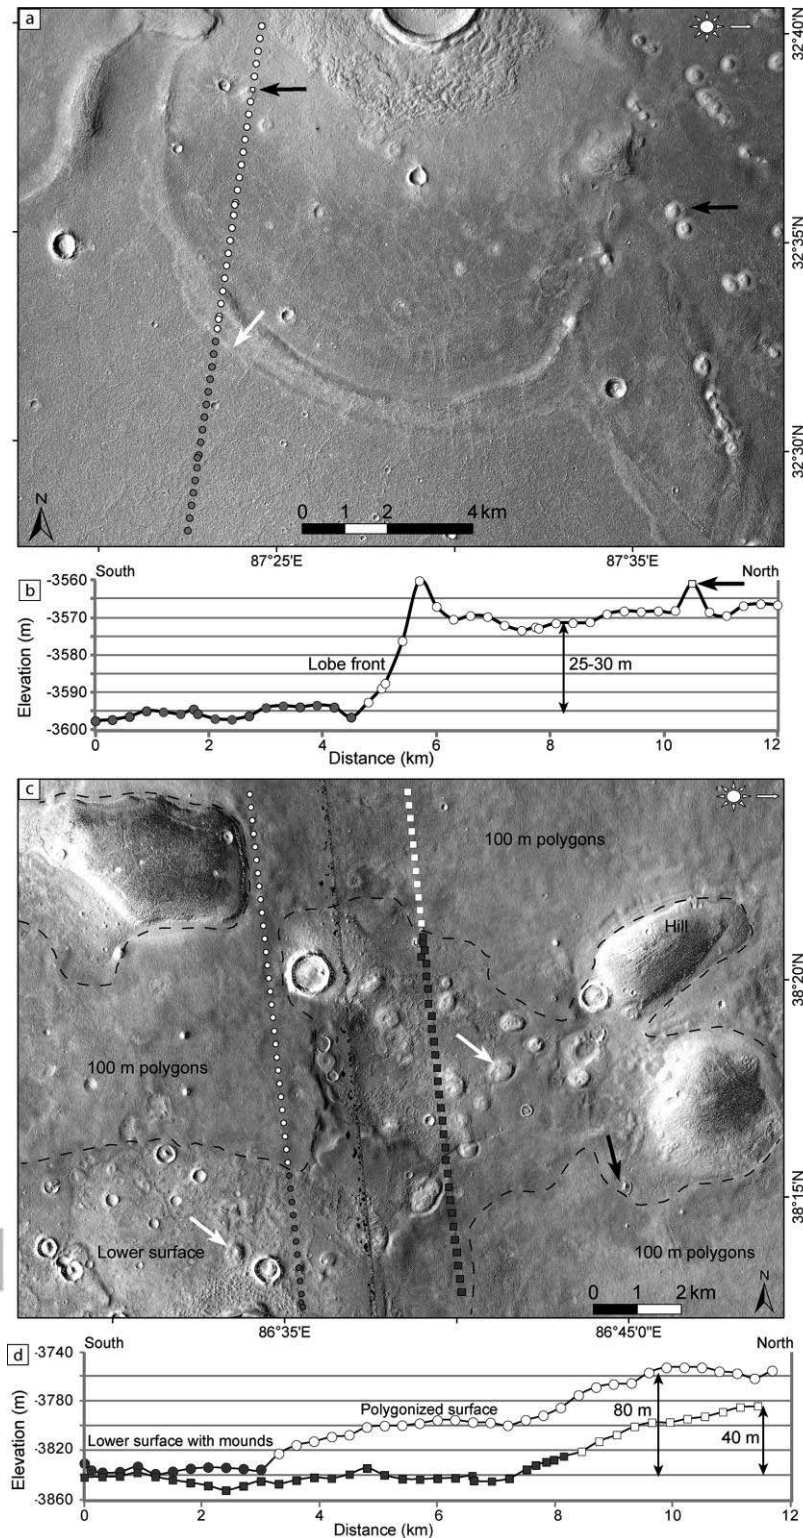 a
32°40'N
32°35'N
32°30'N
N
0 1 2 4 km
87°25'E 87°35'E
b
South North
-3560
-3570
-3580
-3590
-3600
Elevation (m)
Lobe front
25-30 m
0 2 4 6 8 10 12
Distance (km)
c
100 m polygons
Hill
38°20'N
100 m polygons
38°15'N
Lower surface
100 m polygons
0 1 2 km
N
86°35'E 86°45'0"E
d
South North
-3740
-3780
-3820
-3860
Elevation (m)
Polygonized surface
80 m
Lower surface with mounds
40 m
0 2 4 6 8 10 12
Distance (km)